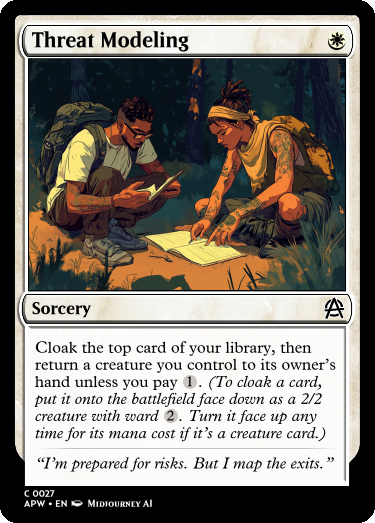 Threat Modeling
Sorcery
Cloak the top card of your library, then
return a creature you control to its owner's
hand unless you pay 1. (To cloak a card,
put it onto the battlefield face down as a 2/2
creature with ward 2. Turn it face up any
time for its mana cost if it's a creature card.)
“I'm prepared for risks. But I map the exits.”
C 0027
APW • EN Midjourney AI